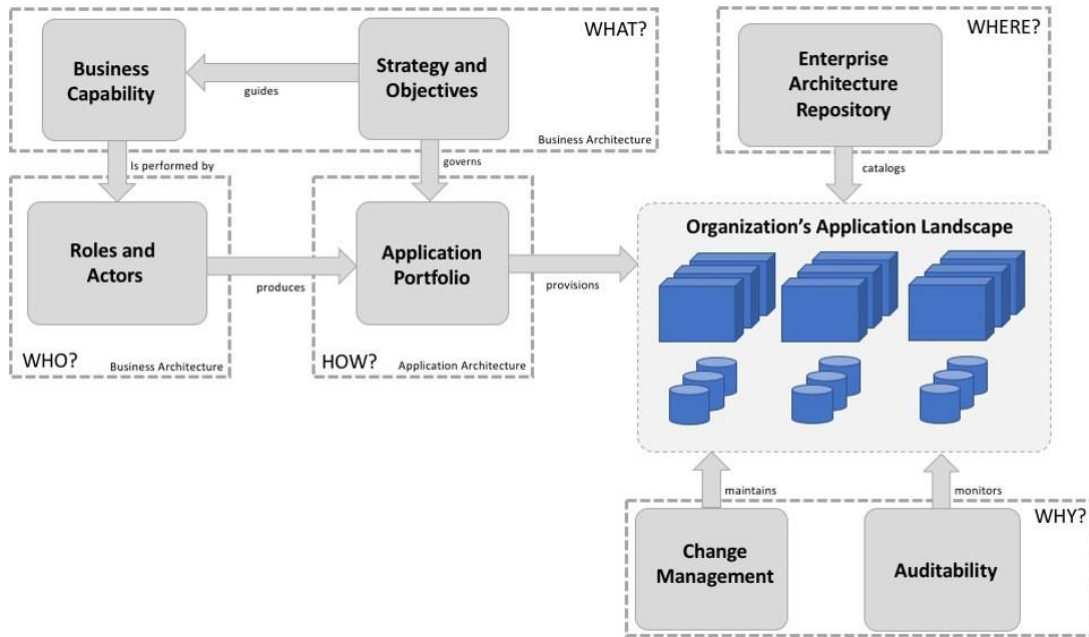 WHAT?
Business
Capability
guides
Strategy and
Objectives
Business Architecture
WHERE?
Enterprise
Architecture
Repository
Is performed by
governs
catalogs
Roles and
Actors
produces
WHO?
Business Architecture
Application
Portfolio
provisions
HOW?
Application Architecture
Organization’s Application Landscape
maintains
monitors
WHY?
Change
Management
Auditability